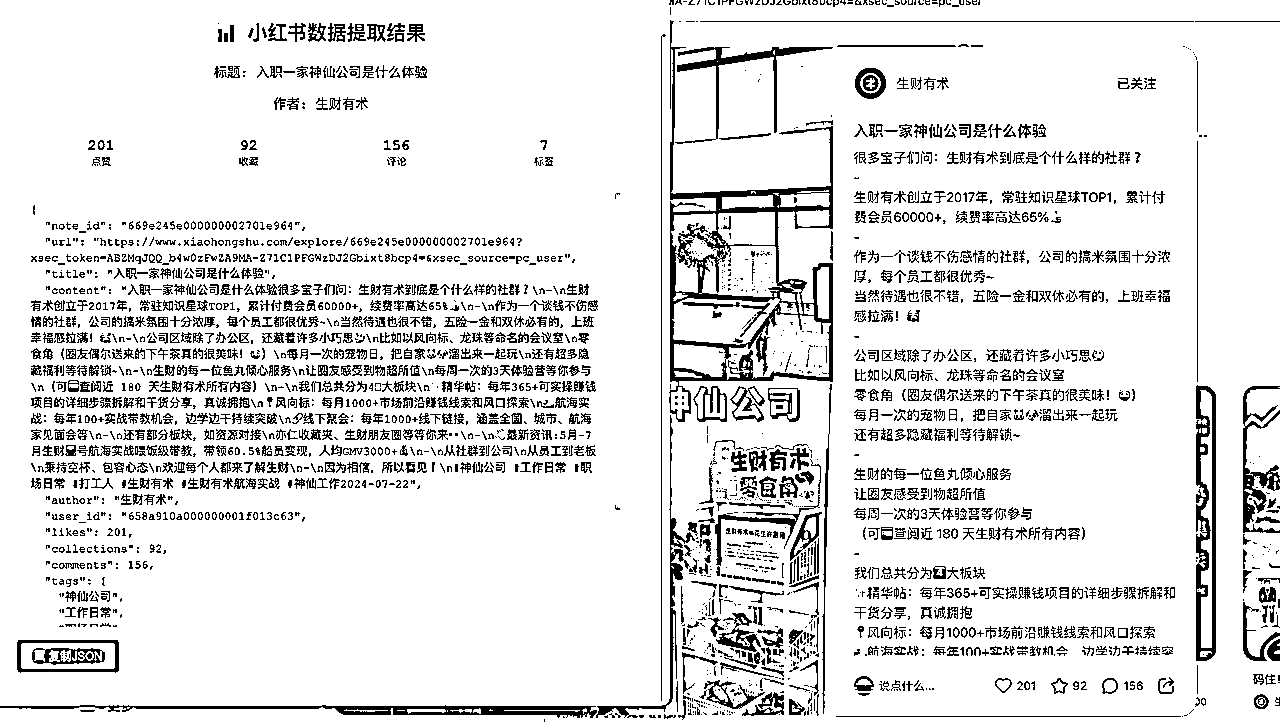 小红书数据提取结果
标题: 入职一家神仙公司是什么体验
作者: 生财有术
201
点赞
92
收藏
156
评论
7
标签
{
"note_id": "669e245e000000002701e964",
"url": "https://www.xiaohongshu.com/explore/669e245e000000002701e964?
xsec_token=ABZMqJQQ_b4w0zFwZA9MA-Z71C1PFGWzDJ2Gbixt8bcp4=&xsec_source=pc_user",
"title": "入职一家神仙公司是什么体验",
"content": "入职一家神仙公司是什么体验很多宝子们问: 生财有术到底是个什么样的社群?\n-\n生财
有术创立于2017年, 常驻知识星球TOP1, 累计付费会员60000+, 续费率高达65%\n-\n作为一个谈钱不伤感
情的社群, 公司的搞米氛围十分浓厚, 每个员工都很优秀~\n当然待遇也很不错, 五险一金和双休必有的, 上班
幸福感拉满! \n-\n公司区域除了办公区, 还藏着许多小巧思\n比如以风向标、龙珠等命名的会议室\n零
食角 (圈友偶尔送来的下午茶真的很美味! ) \n每月一次的宠物日, 把自家溜出来一起玩\n还有超多隐
藏福利等待解锁~\n-\n生财的每一位鱼丸倾心服务\n让圈友感受到物超所值\n每周一次的3天体验营等你参与
\n (可查阅近 180 天生财有术所有内容) \n-\n我们总共分为4大板块\n精华帖: 每年365+可实操赚钱
项目的详细步骤拆解和干货分享, 真诚拥抱\n风向标: 每月1000+市场前沿赚钱线索和风口探索\n航海实
战: 每年100+实战带教机会, 边学边干持续突破\n线下聚会: 每年1000+线下链接, 涵盖全国、城市、航海
家见面会等\n-\n还有部分板块, 如资源对接\n亦仁收藏夹、生财朋友圈等等你来··\n-\n最新资讯:5月-7
月生财号航海实战喂饭级带教, 带领60.5%船员变现, 人均GMV3000+\n-\n从社群到公司\n从员工到老板
\n秉持空杯、包容心态\n欢迎每个人都来了解生财\n-\n因为相信, 所以看见!\n#神仙公司 #工作日常 #职
场日常 #打工人 #生财有术 #生财有术航海实战 #神仙工作2024-07-22",
"author": "生财有术",
"user_id": "658a910a000000001f013c63",
"likes": 201,
"collections": 92,
"comments": 156,
"tags": [
"神仙公司",
"工作日常",
"职场日常",
复制JSON
A-Z71C1PFGWzDJ2Gbixt8bcp4=&xsec_source=pc_user
神仙公司
生财有术
零食角
生财有术
已关注
入职一家神仙公司是什么体验
很多宝子们问: 生财有术到底是个什么样的社群?
-
生财有术创立于2017年, 常驻知识星球TOP1, 累计付
费会员60000+, 续费率高达65%
-
作为一个谈钱不伤感情的社群, 公司的搞米氛围十分浓
厚, 每个员工都很优秀~
当然待遇也很不错, 五险一金和双休必有的, 上班幸福
感拉满!
-
公司区域除了办公区, 还藏着许多小巧思
比如以风向标、龙珠等命名的会议室
零食角 (圈友偶尔送来的下午茶真的很美味! )
每月一次的宠物日, 把自家溜出来一起玩
还有超多隐藏福利等待解锁~
-
生财的每一位鱼丸倾心服务
让圈友感受到物超所值
每周一次的3天体验营等你参与
(可查阅近 180 天生财有术所有内容)
-
我们总共分为4大板块
精华帖: 每年365+可实操赚钱项目的详细步骤拆解和
干货分享, 真诚拥抱
风向标: 每月1000+市场前沿赚钱线索和风口探索
航海实战: 每年100+实战带教机会, 边学边干持续突
说点什么...
201
92
156
码住!